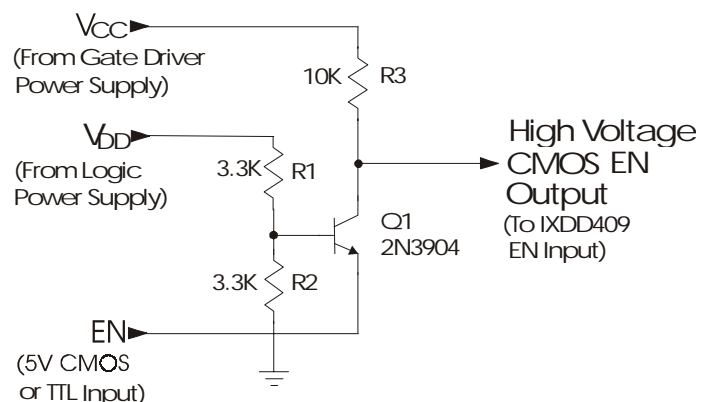 VCC
(From Gate Driver
Power Supply)
10K
R3
VDD
(From Logic
Power Supply)
3.3K
R1
High Voltage
CMOS EN
Output
(To IXDD409
EN Input)
Q1
2N3904
3.3K
R2
EN
(5V CMOS
or TTL Input)